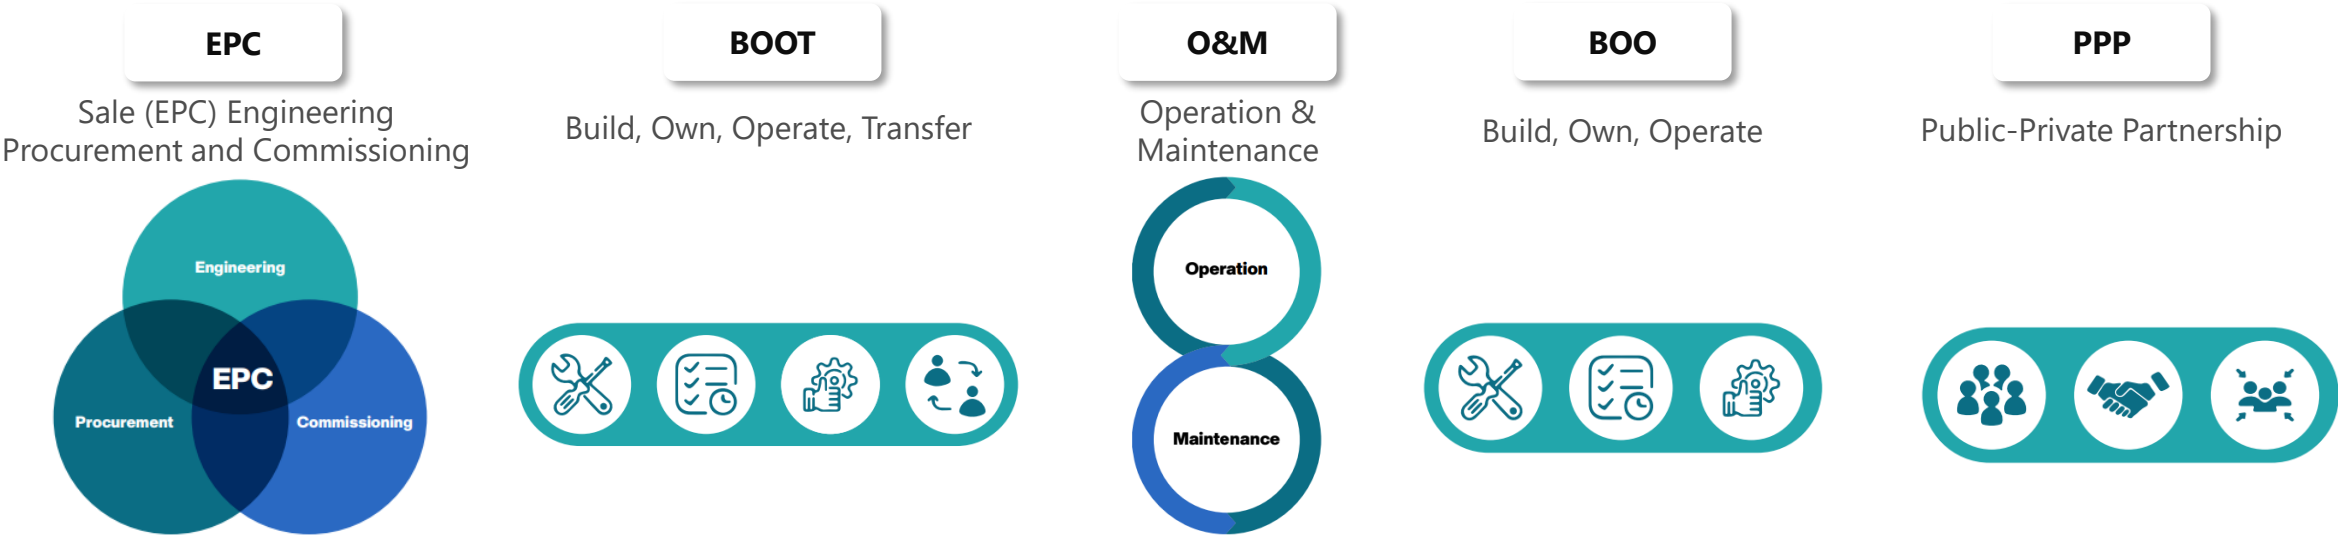 EPC
Sale (EPC) Engineering
Procurement and Commissioning
Engineering
EPC
Procurement
Commissioning
BOOT
Build, Own, Operate, Transfer
O&M
Operation &
Maintenance
Operation
Maintenance
BOO
Build, Own, Operate
PPP
Public-Private Partnership